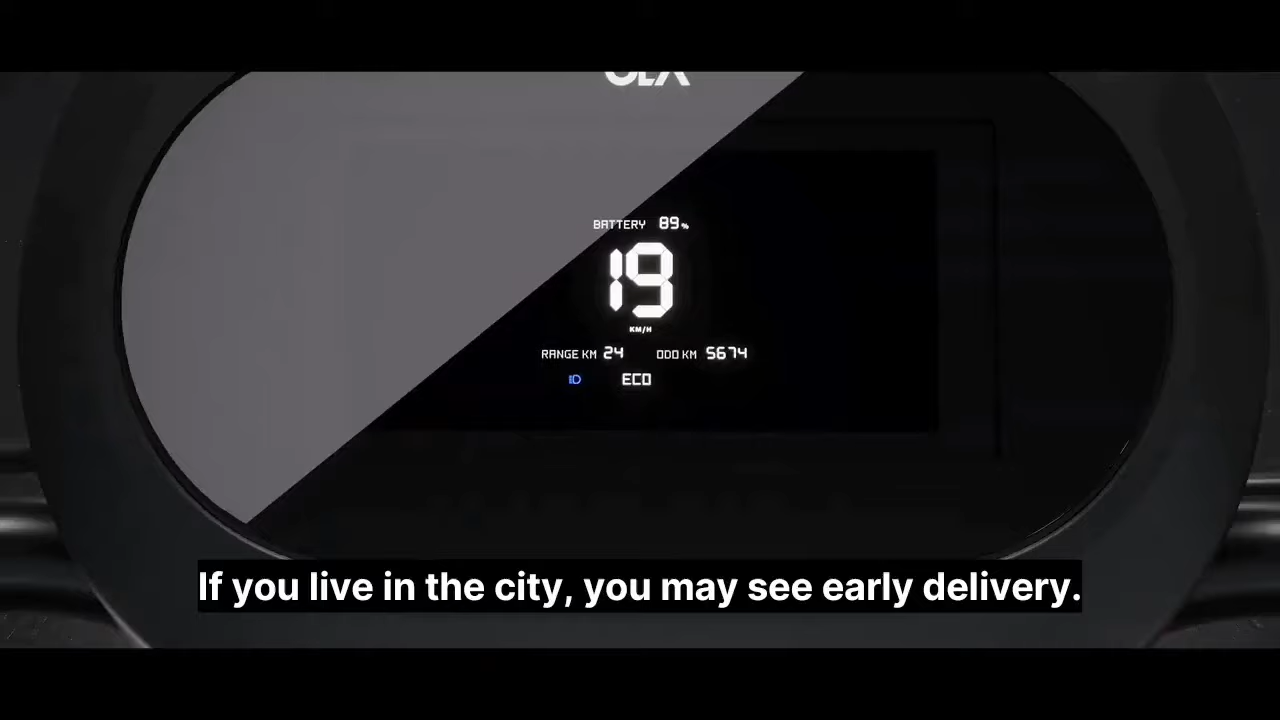 BATTERY 89%
19
KM/H
RANGE KM 24 ODO KM 5674
ECO
If you live in the city, you may see early delivery.